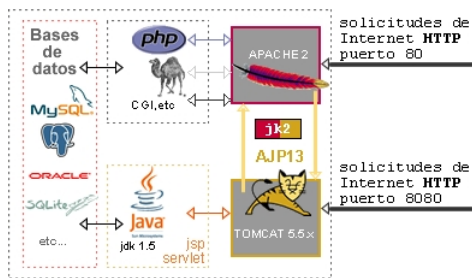 Bases
de
datos
MySQL
ORACLE
SQLite
etc...
php
CGI,etc
APACHE 2
jk2
AJP13
Java
jdk 1.5
jsp
servlet
TOMCAT 5.5.x
solicitudes de
Internet HTTP
puerto 80
solicitudes de
Internet HTTP
puerto 8080